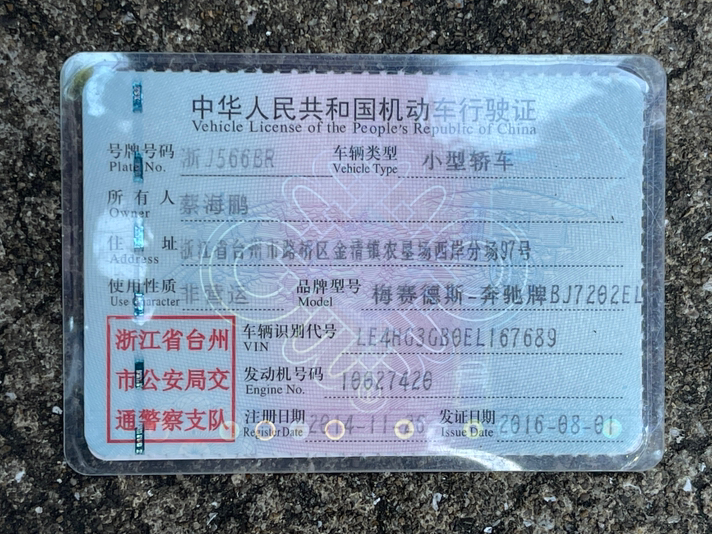 中华人民共和国机动车行驶证
Vehicle License of the People's Republic of China
号牌号码 浙J566BR 车辆类型 小型轿车
Plate No. Vehicle Type
所有人 蔡海鹏
Owner
住址 浙江省台州市路桥区金清镇农垦场西岸分场97号
Address
使用性质 非营运 品牌型号 梅赛德斯-奔驰牌BJ7202EL
Use Character Model
浙江省台州 车辆识别代号 LE4HG3GB0EL167689
VIN
市公安局交 发动机号码 10027420
Engine No.
通警察支队 注册日期 发证日期 2016-08-01
Register Date Issue Date